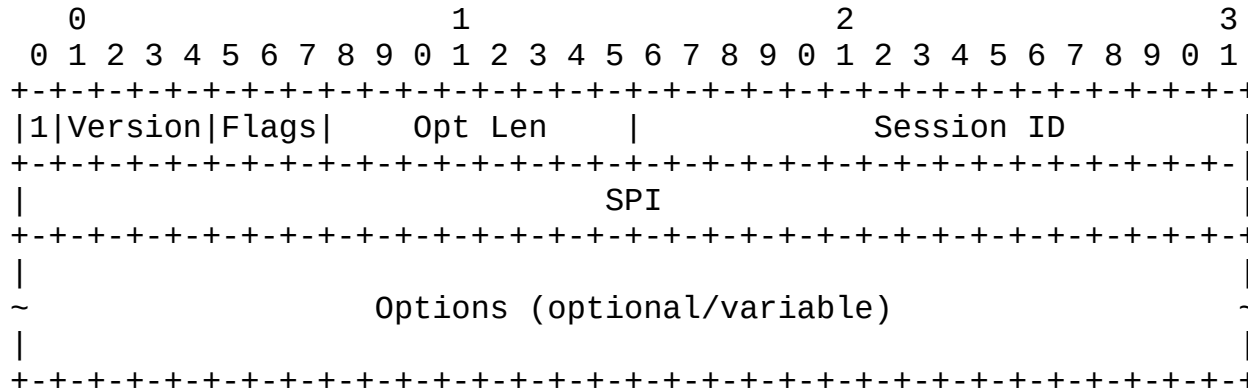 0 1 2 3
0 1 2 3 4 5 6 7 8 9 0 1 2 3 4 5 6 7 8 9 0 1 2 3 4 5 6 7 8 9 0 1
+-+-+-+-+-+-+-+-+-+-+-+-+-+-+-+-+-+-+-+-+-+-+-+-+-+-+-+-+-+-+-+-+
|1|Version|Flags| Opt Len | Session ID |
+-+-+-+-+-+-+-+-+-+-+-+-+-+-+-+-+-+-+-+-+-+-+-+-+-+-+-+-+-+-+-+-|
| SPI |
+-+-+-+-+-+-+-+-+-+-+-+-+-+-+-+-+-+-+-+-+-+-+-+-+-+-+-+-+-+-+-+-+
| |
~ Options (optional/variable) ~
| |
+-+-+-+-+-+-+-+-+-+-+-+-+-+-+-+-+-+-+-+-+-+-+-+-+-+-+-+-+-+-+-+-+